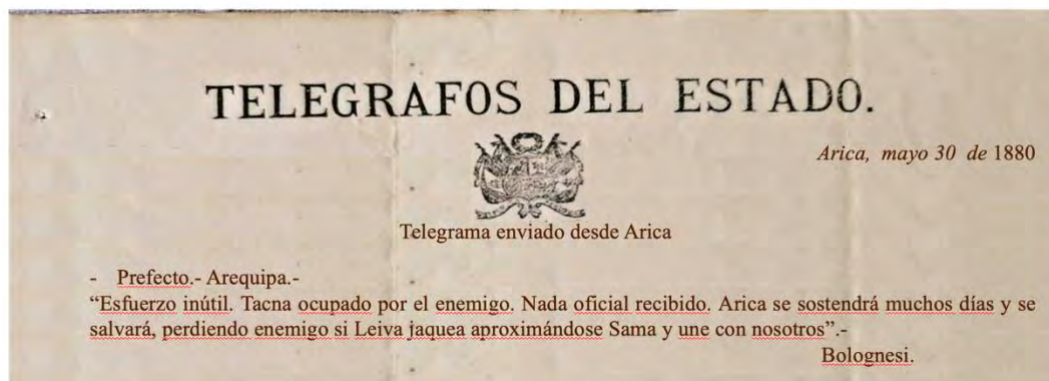 TELEGRAFOS DEL ESTADO.
Arica, mayo 30 de 1880
Telegrama enviado desde Arica
- Prefecto.- Arequipa.-
“Esfuerzo inútil. Tacna ocupado por el enemigo. Nada oficial recibido. Arica se sostendrá muchos días y se
salvará, perdiendo enemigo si Leiva jaquea aproximándose Sama y une con nosotros”.-
Bolognesi.